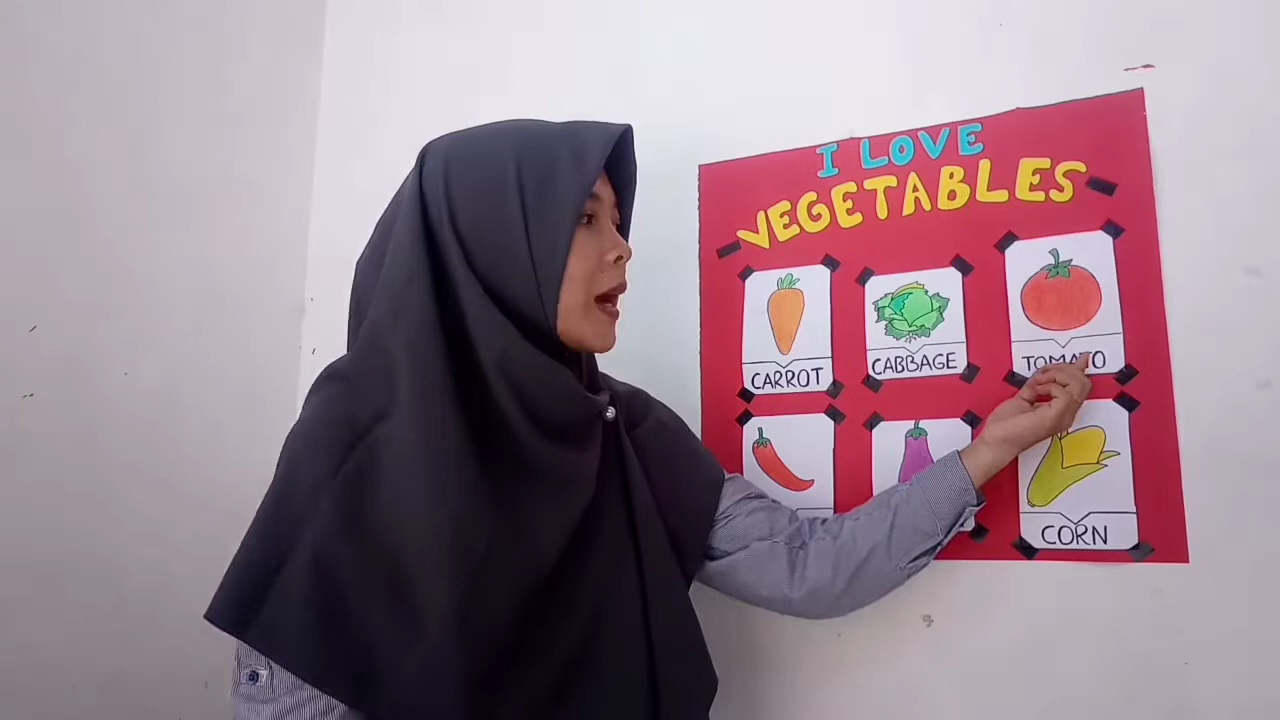 I LOVE
VEGETABLES
CARROT
CABBAGE
TOMATO
CORN